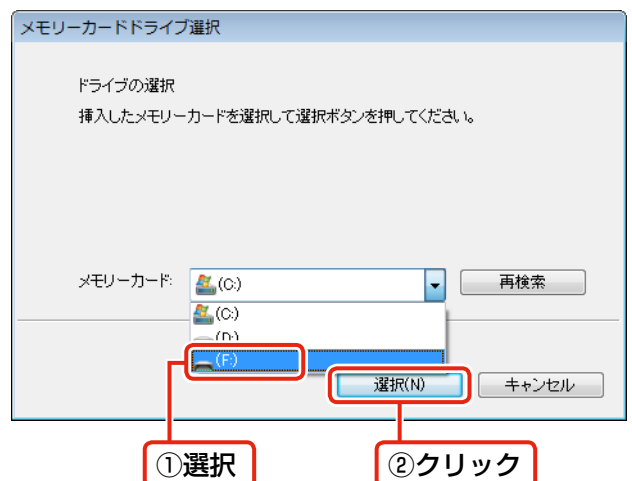 メモリーカードドライブ選択
ドライブの選択
挿入したメモリーカードを選択して選択ボタンを押してください。
メモリーカード: (C:) 再検索
(C:)
(D:)
(F:)
選択(N) キャンセル
①選択 ②クリック